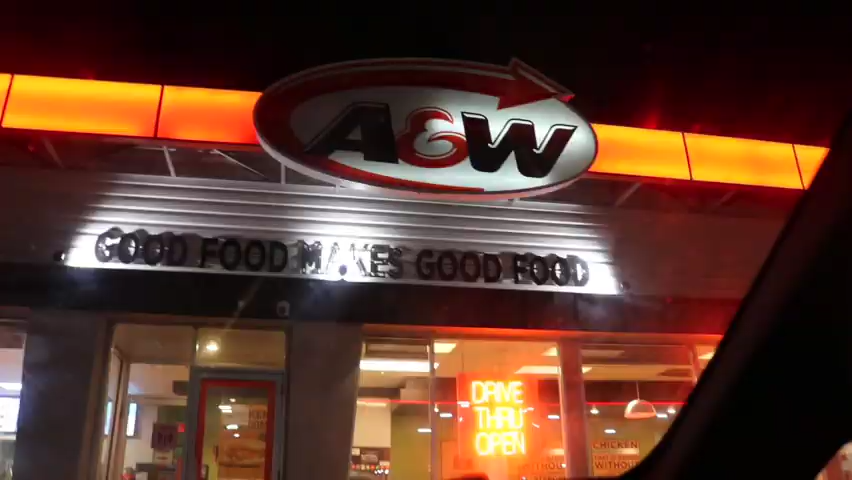 A&W
GOOD FOOD MAKES GOOD FOOD
DRIVE
THRU
OPEN
CHICKEN
WITHOUT